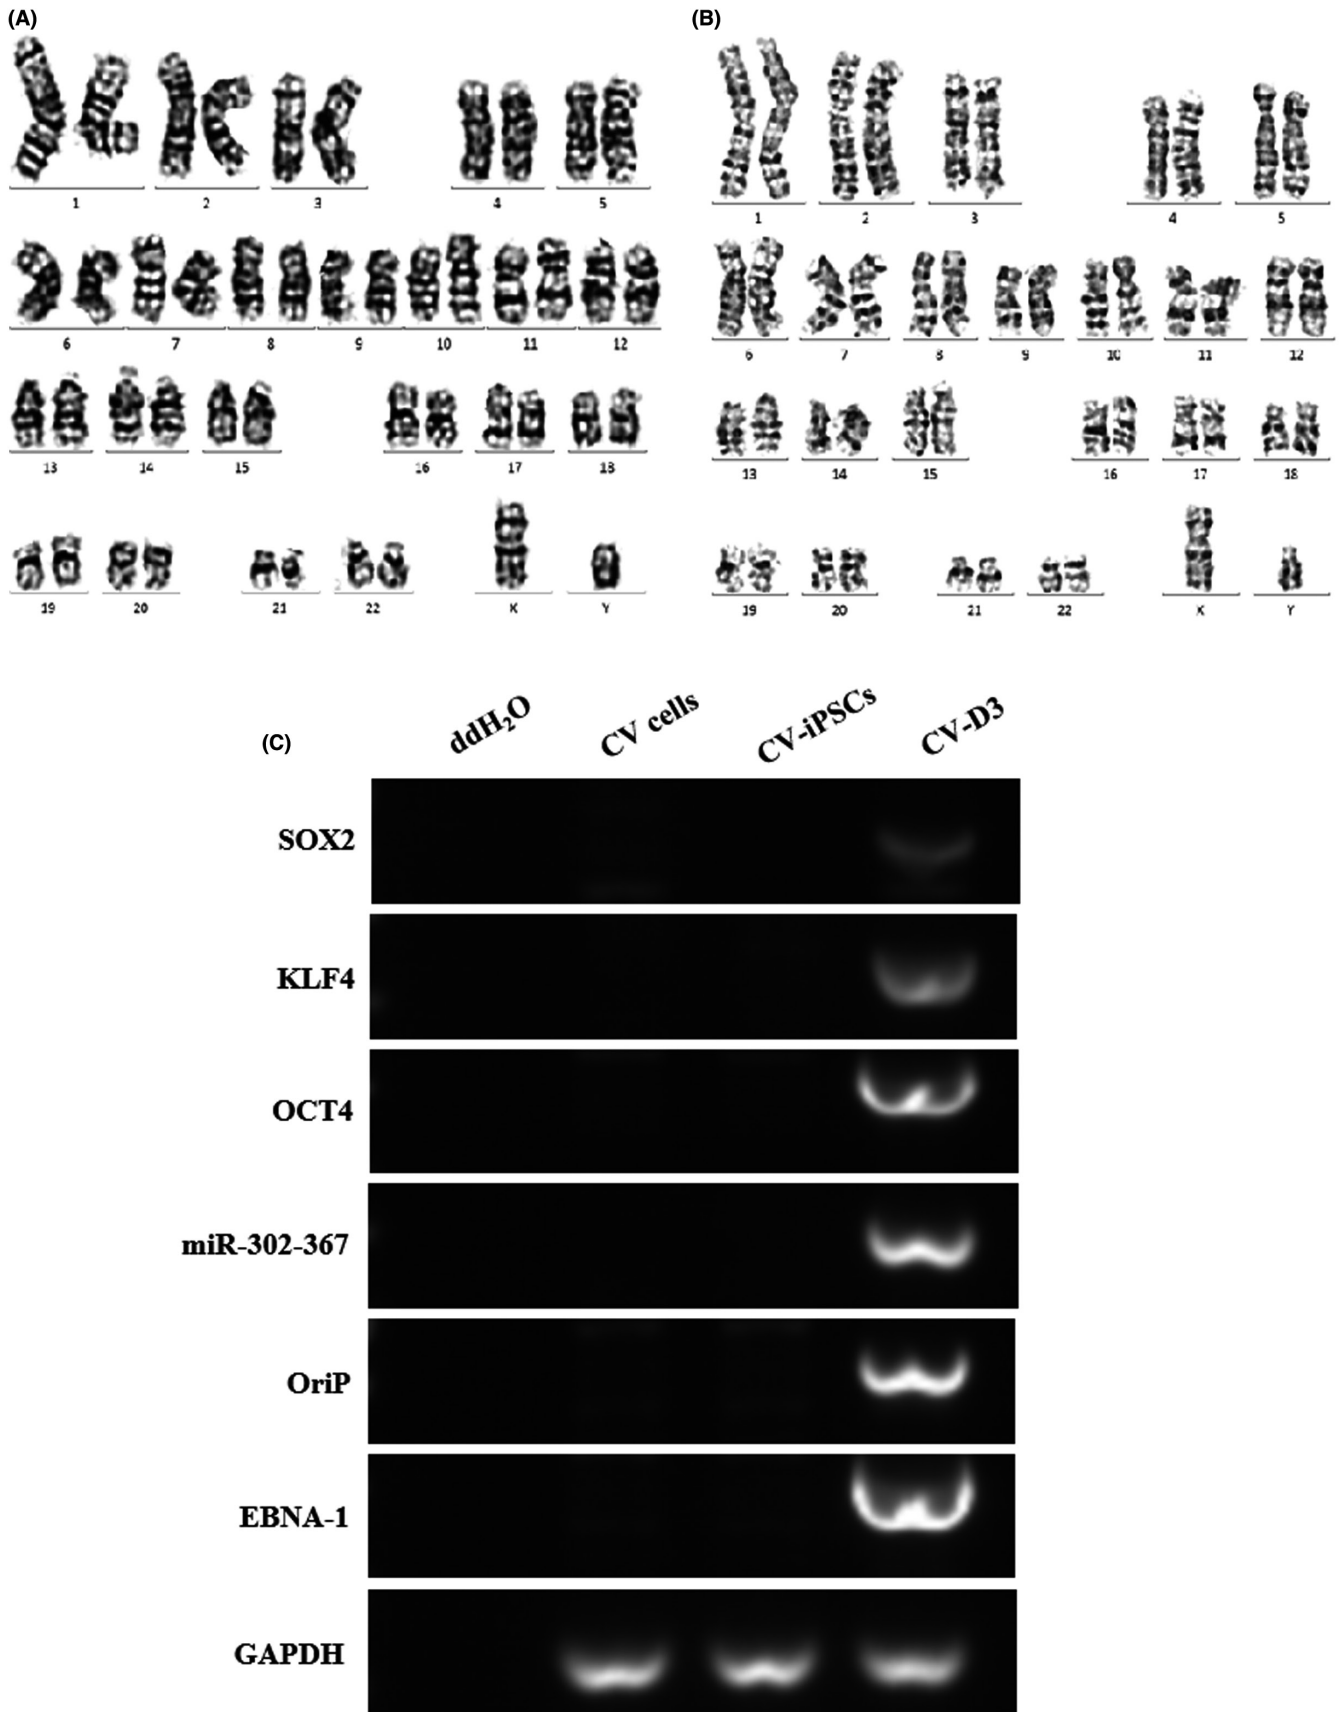 (A)
1 2 3 4 5
6 7 8 9 10 11 12
13 14 15 16 17 18
19 20 21 22 X Y
(B)
1 2 3 4 5
6 7 8 9 10 11 12
13 14 15 16 17 18
19 20 21 22 X Y
(C)
ddH₂O CV cells CV-iPSCs CV-D3
SOX2
KLF4
OCT4
miR-302-367
OriP
EBNA-1
GAPDH